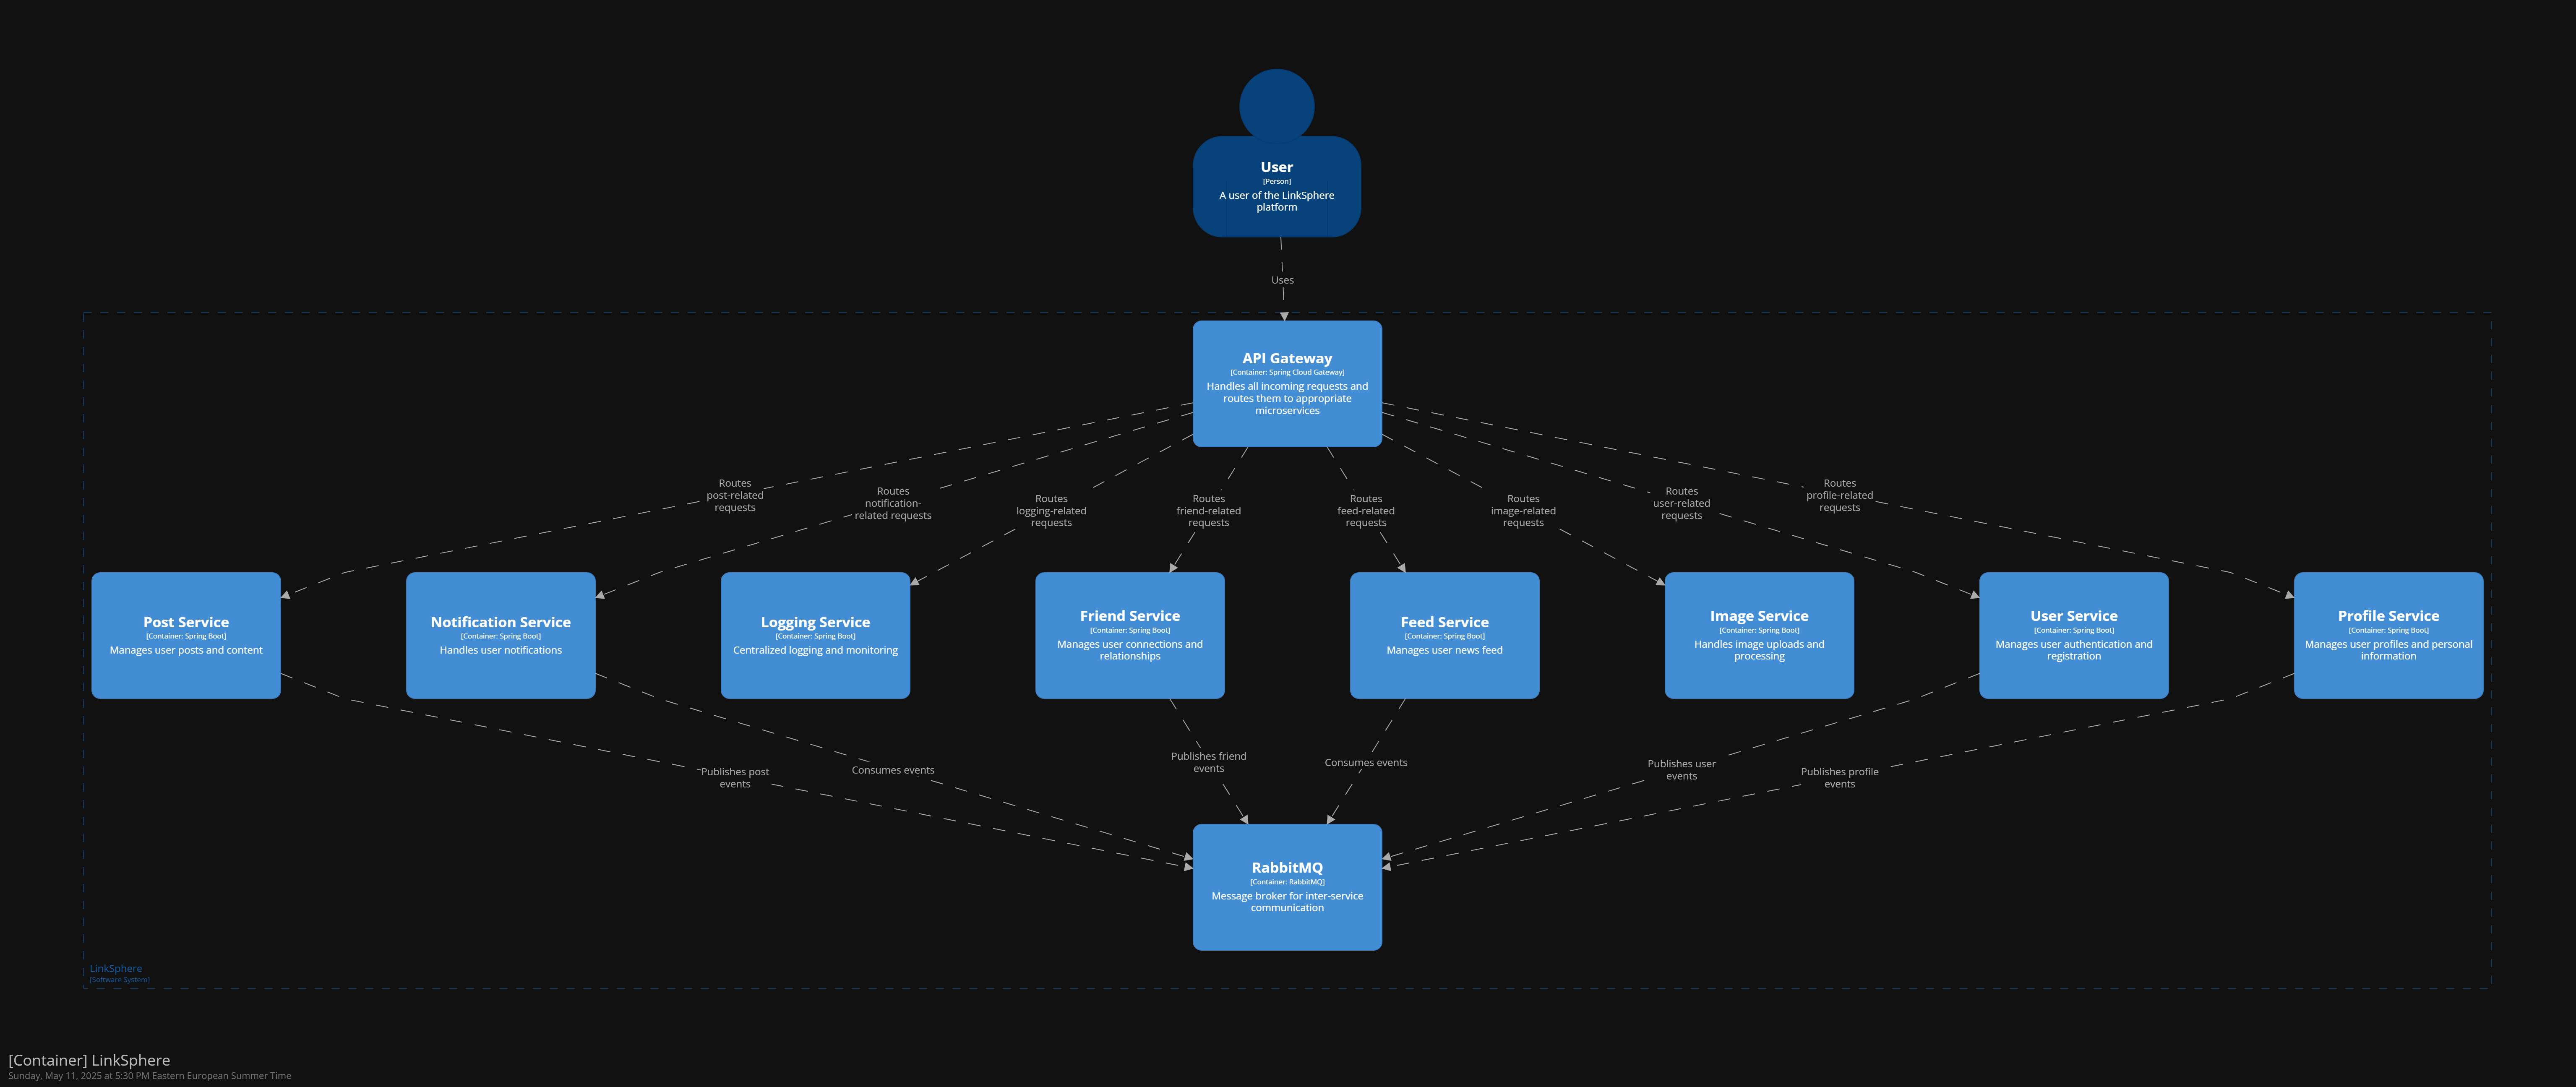 User
[Person]
A user of the LinkSphere
platform
Uses
API Gateway
[Container: Spring Cloud Gateway]
Handles all incoming requests and
routes them to appropriate
microservices
Routes
post-related
requests
Routes
notification-
related requests
Routes
logging-related
requests
Routes
friend-related
requests
Routes
feed-related
requests
Routes
image-related
requests
Routes
user-related
requests
Routes
profile-related
requests
Post Service
[Container: Spring Boot]
Manages user posts and content
Notification Service
[Container: Spring Boot]
Handles user notifications
Logging Service
[Container: Spring Boot]
Centralized logging and monitoring
Friend Service
[Container: Spring Boot]
Manages user connections and
relationships
Feed Service
[Container: Spring Boot]
Manages user news feed
Image Service
[Container: Spring Boot]
Handles image uploads and
processing
User Service
[Container: Spring Boot]
Manages user authentication and
registration
Profile Service
[Container: Spring Boot]
Manages user profiles and personal
information
Publishes post
events
Consumes events
Publishes friend
events
Consumes events
Publishes user
events
Publishes profile
events
RabbitMQ
[Container: RabbitMQ]
Message broker for inter-service
communication
LinkSphere
[Software System]
[Container] LinkSphere
Sunday, May 11, 2025 at 5:30 PM Eastern European Summer Time